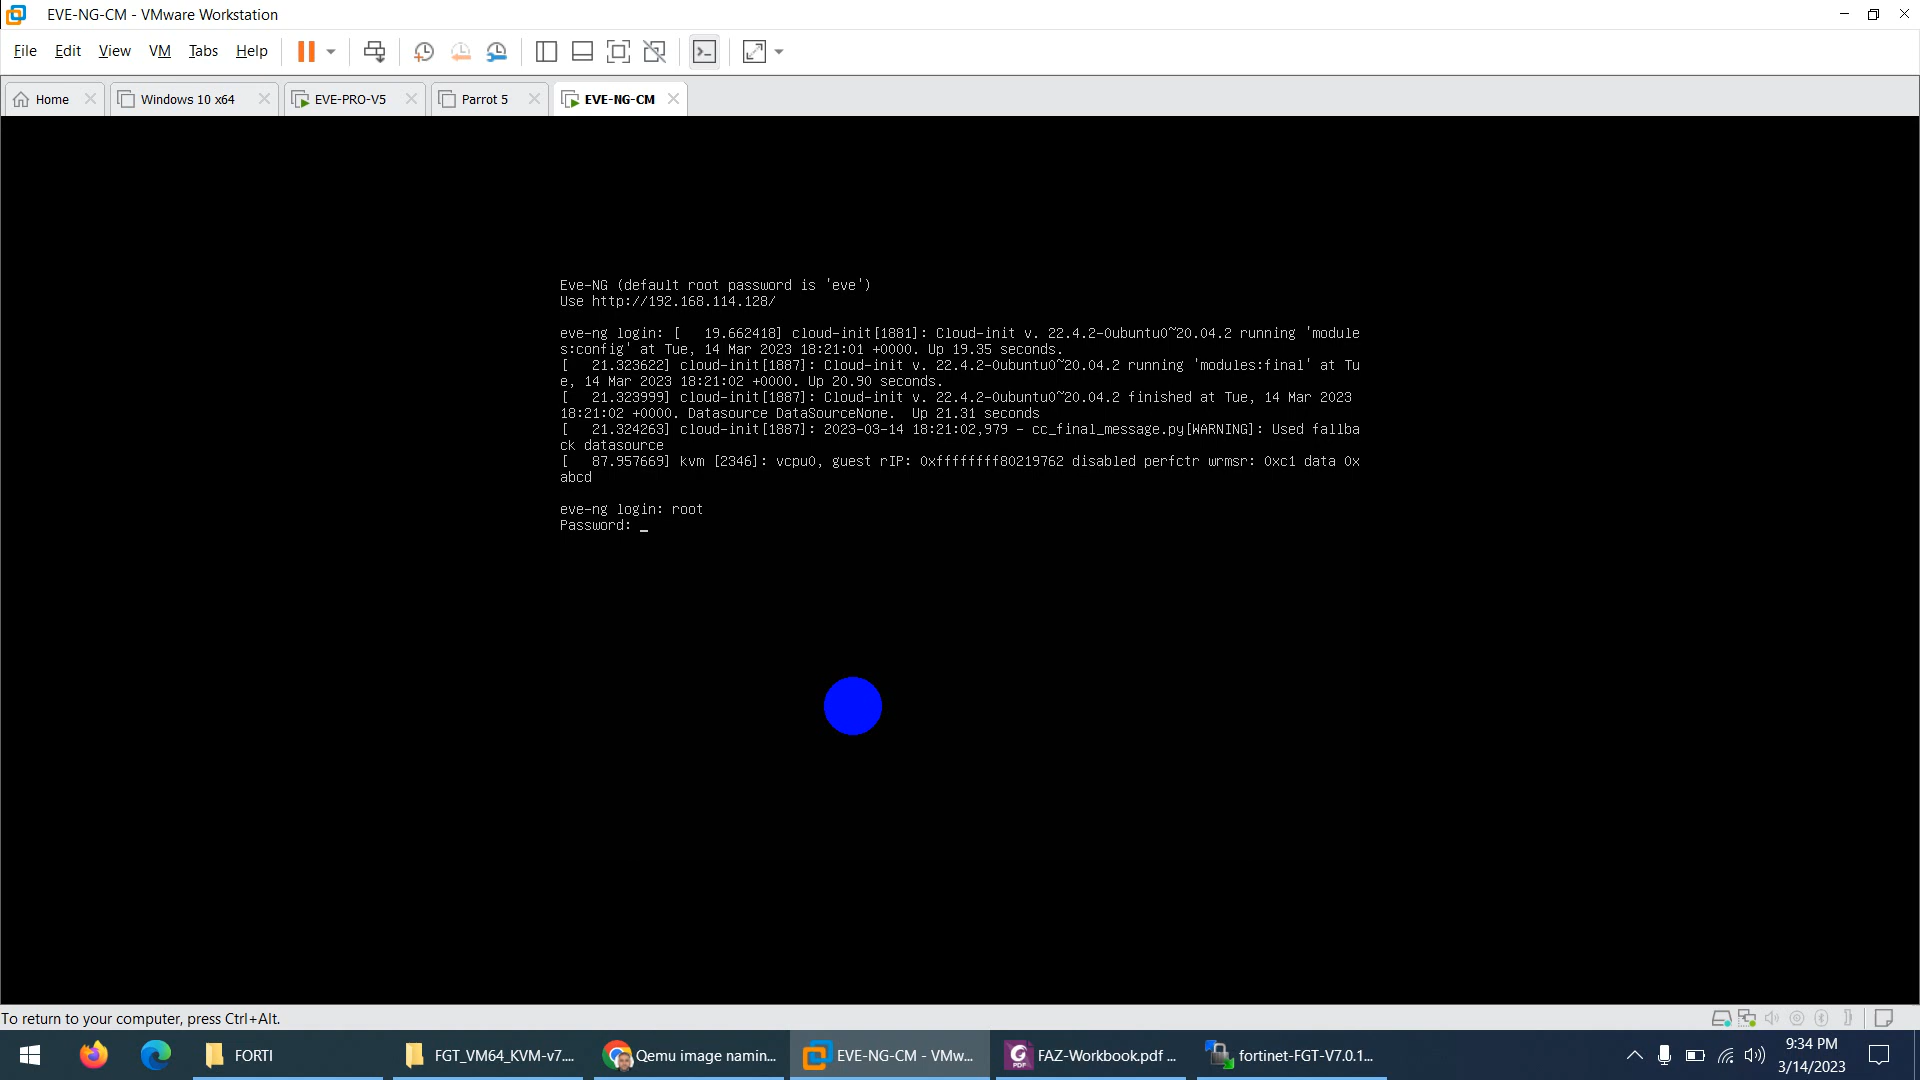 EVE-NG-CM - VMware Workstation
File Edit View VM Tabs Help
Home Windows 10 x64 EVE-PRO-V5 Parrot 5 EVE-NG-CM
Eve-NG (default root password is 'eve')
Use http://192.168.114.128/
eve-ng login: [   19.662418] cloud-init[1881]: Cloud-init v. 22.4.2-0ubuntu0~20.04.2 running 'module
s:config' at Tue, 14 Mar 2023 18:21:01 +0000. Up 19.35 seconds.
[   21.323622] cloud-init[1887]: Cloud-init v. 22.4.2-0ubuntu0~20.04.2 running 'modules:final' at Tu
e, 14 Mar 2023 18:21:02 +0000. Up 20.90 seconds.
[   21.323999] cloud-init[1887]: Cloud-init v. 22.4.2-0ubuntu0~20.04.2 finished at Tue, 14 Mar 2023
18:21:02 +0000. Datasource DataSourceNone.  Up 21.31 seconds
[   21.324263] cloud-init[1887]: 2023-03-14 18:21:02,979 - cc_final_message.py[WARNING]: Used fallba
ck datasource
[   87.957669] kvm [2346]: vcpu0, guest rIP: 0xffffffff80219762 disabled perfctr wrmsr: 0xc1 data 0x
abcd
eve-ng login: root
Password: _
To return to your computer, press Ctrl+Alt.
FORTI FGT_VM64_KVM-v7.... Qemu image namin... EVE-NG-CM - VMw... FAZ-Workbook.pdf ... fortinet-FGT-V7.0.1... 9:34 PM
3/14/2023